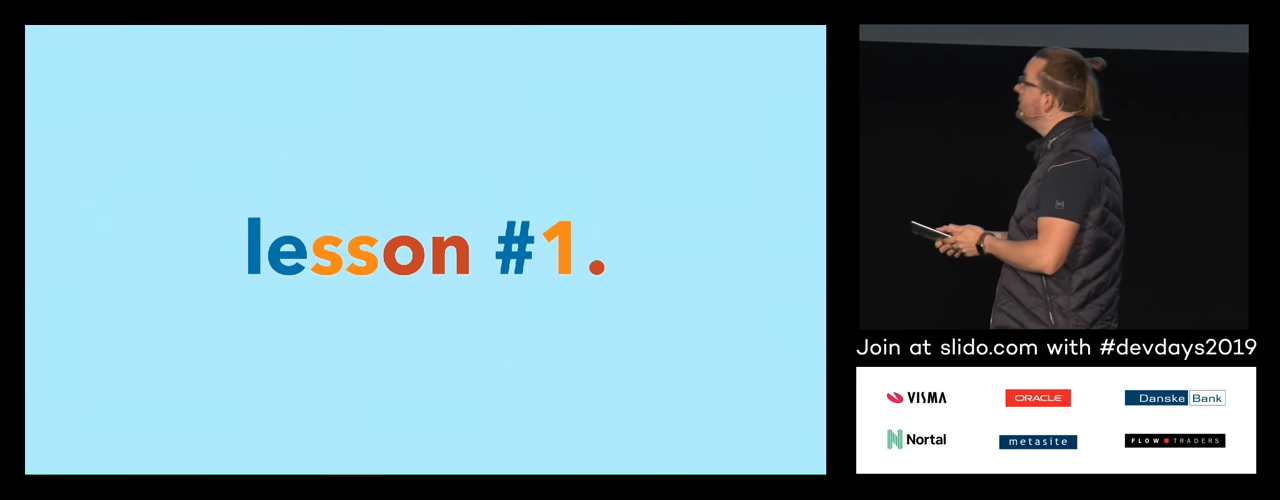 lesson #1.
Join at slido.com with #devdays2019
VISMA
ORACLE
Danske Bank
Nortal
metasite
FLOW TRADERS